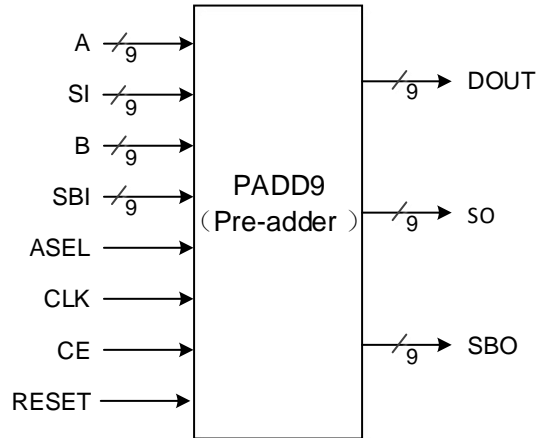 A
9
SI
9
B
9
SBI
9
ASEL
CLK
CE
RESET
PADD9
（Pre-adder ）
9
DOUT
9
SO
9
SBO